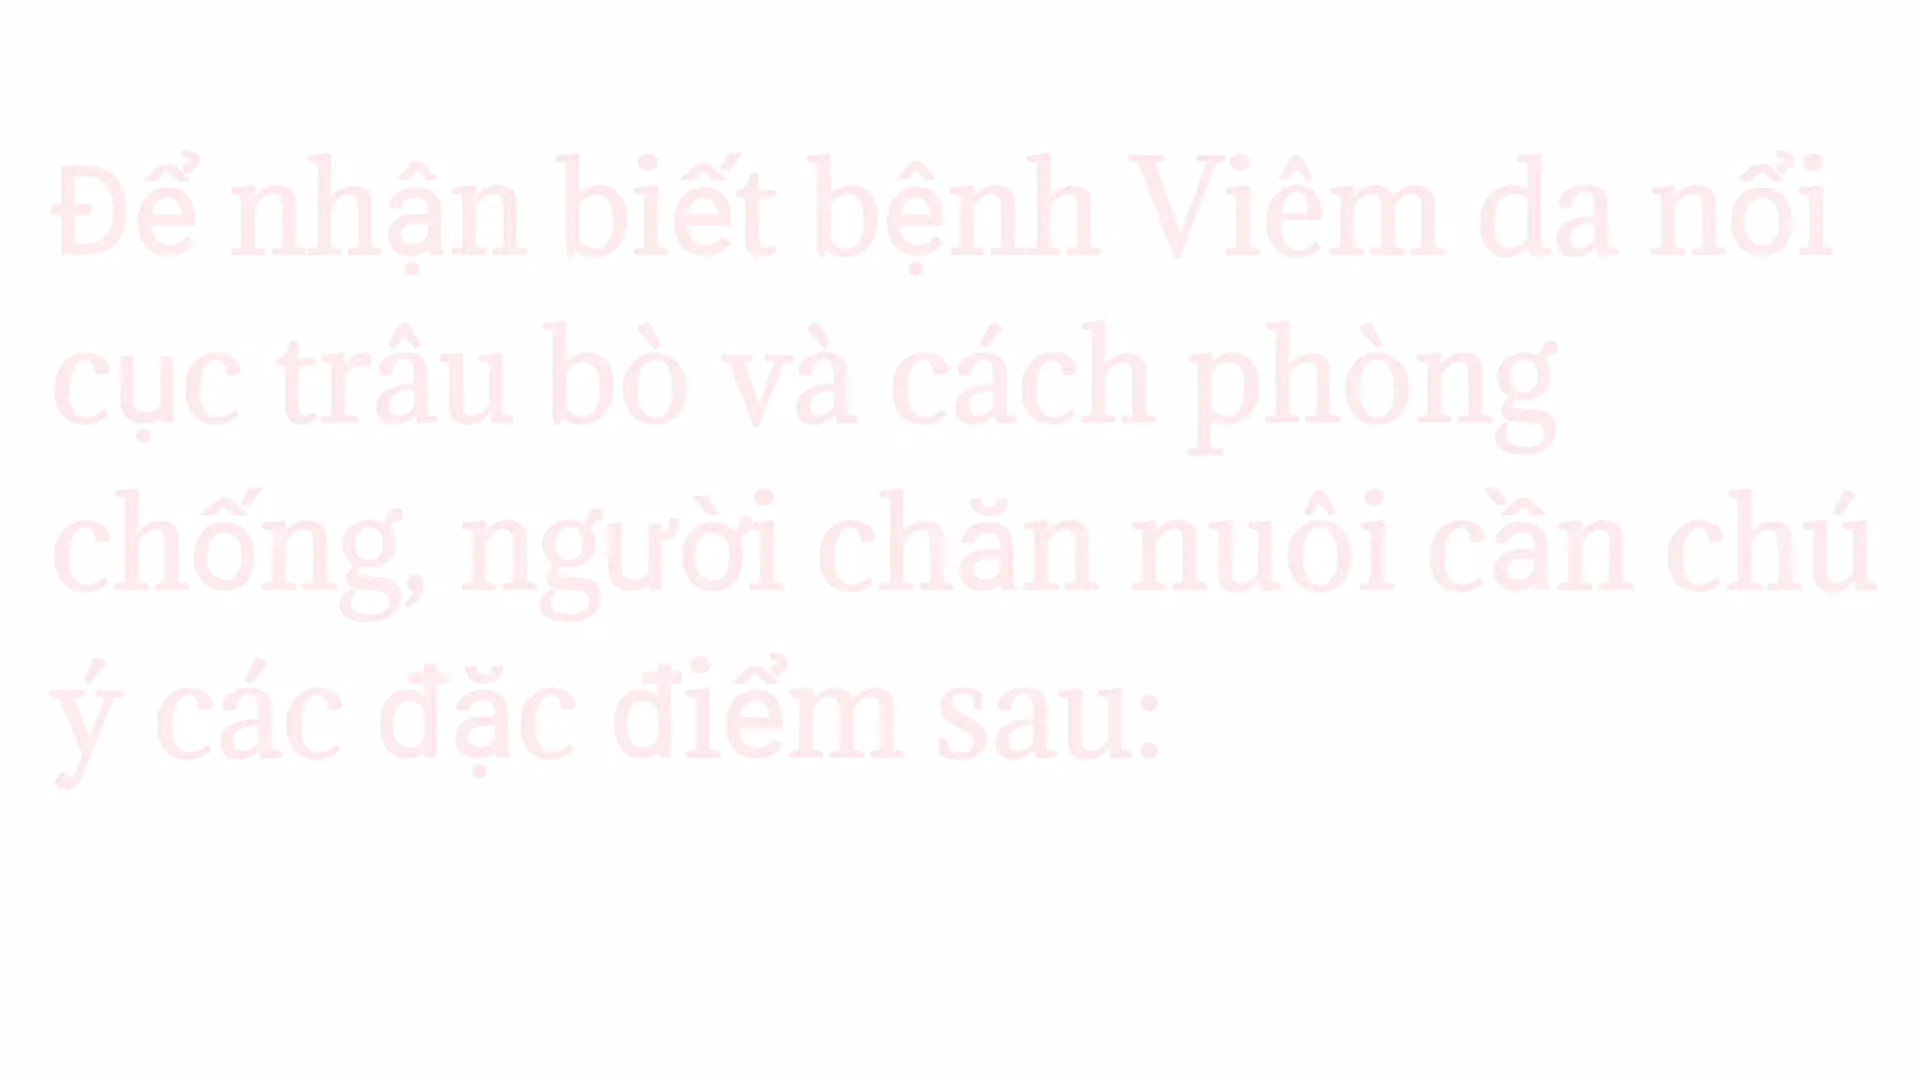 Để nhận biết bệnh Viêm da nổi
cục trâu bò và cách phòng
chống, người chăn nuôi cần chú
ý các đặc điểm sau: